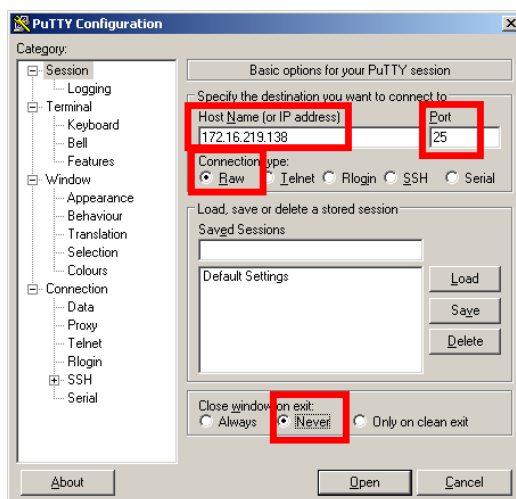 PuTTY Configuration
Category:
Session
Logging
Terminal
Keyboard
Bell
Features
Window
Appearance
Behaviour
Translation
Selection
Colours
Connection
Data
Proxy
Telnet
Rlogin
SSH
Serial
Basic options for your PuTTY session
Specify the destination you want to connect to
Host Name (or IP address) Port
172.16.219.138 25
Connection type:
Raw Telnet Rlogin SSH Serial
Load, save or delete a stored session
Saved Sessions
Default Settings
Load
Save
Delete
Close window on exit:
Always Never Only on clean exit
About Open Cancel